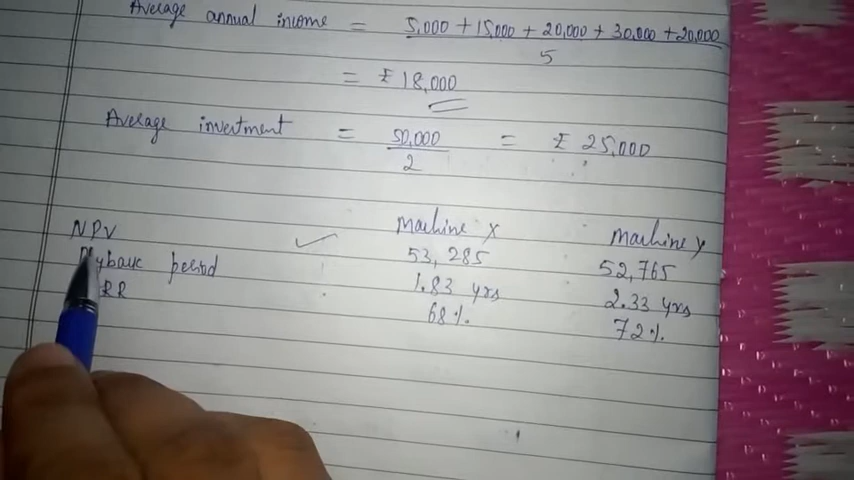 Average annual income = 5,000 + 15,000 + 20,000 + 30,000 + 20,000
5
= ₹ 18,000
Average investment = 50,000 = ₹ 25,000
2
Machine X Machine Y
NPV ✓ 53,285 52,765
period 1.83 yrs 2.33 yrs
RR 68% 72%